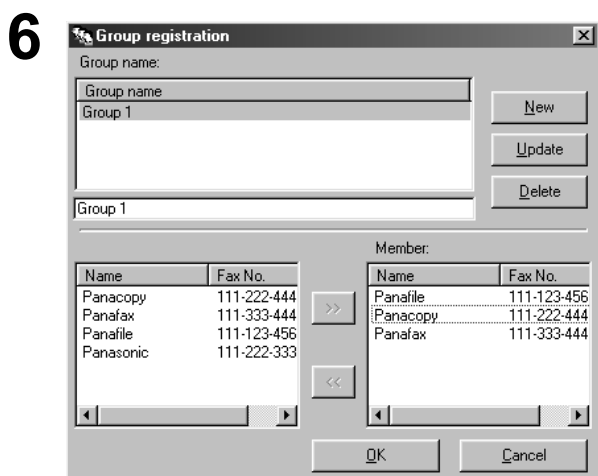 6
Group registration
Group name:
Group name
Group 1
New
Update
Delete
Group 1
Member:
Name Fax No.
Panacopy 111-222-444
Panafax 111-333-444
Panafile 111-123-456
Panasonic 111-222-333
>>
<<
Name Fax No.
Panafile 111-123-456
Panacopy 111-222-444
Panafax 111-333-444
OK Cancel